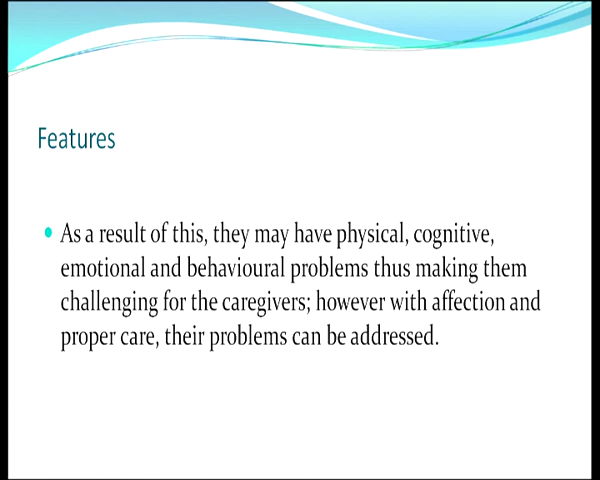 Features
As a result of this, they may have physical, cognitive,
emotional and behavioural problems thus making them
challenging for the caregivers; however with affection and
proper care, their problems can be addressed.